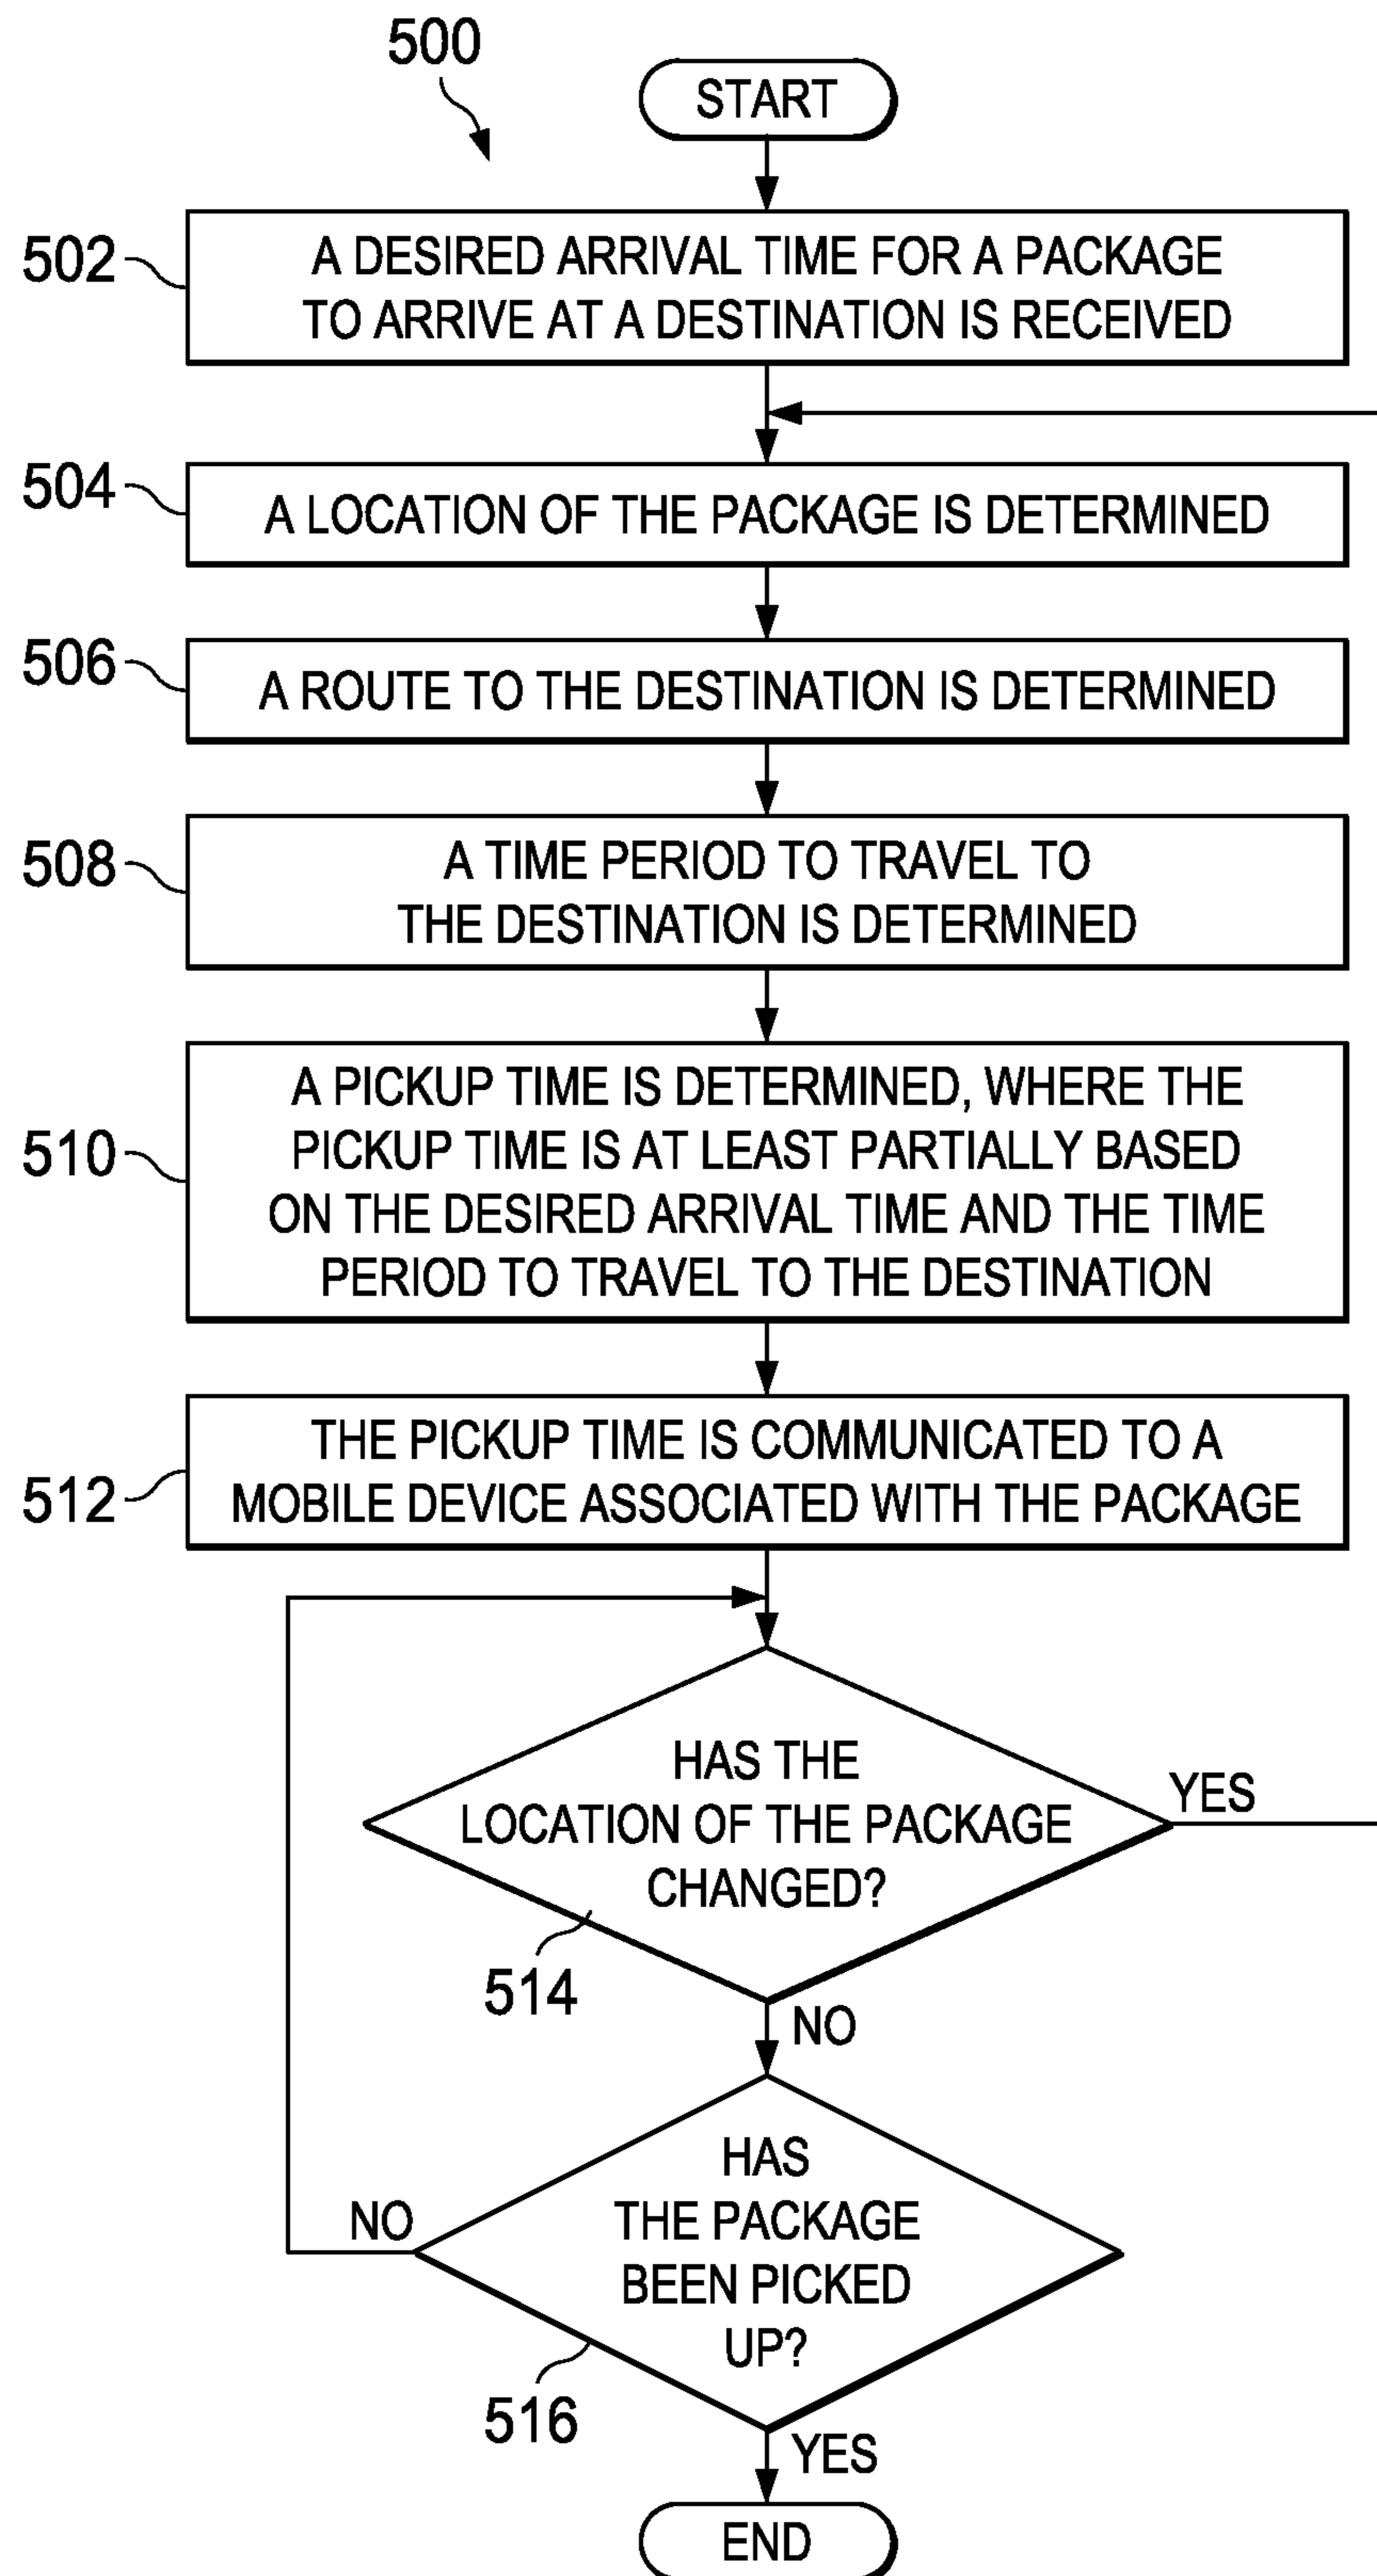 500
START
502
A DESIRED ARRIVAL TIME FOR A PACKAGE
TO ARRIVE AT A DESTINATION IS RECEIVED
504
A LOCATION OF THE PACKAGE IS DETERMINED
506
A ROUTE TO THE DESTINATION IS DETERMINED
508
A TIME PERIOD TO TRAVEL TO
THE DESTINATION IS DETERMINED
510
A PICKUP TIME IS DETERMINED, WHERE THE
PICKUP TIME IS AT LEAST PARTIALLY BASED
ON THE DESIRED ARRIVAL TIME AND THE TIME
PERIOD TO TRAVEL TO THE DESTINATION
512
THE PICKUP TIME IS COMMUNICATED TO A
MOBILE DEVICE ASSOCIATED WITH THE PACKAGE
HAS THE
LOCATION OF THE PACKAGE
CHANGED?
YES
514
NO
HAS
THE PACKAGE
BEEN PICKED
UP?
NO
516
YES
END